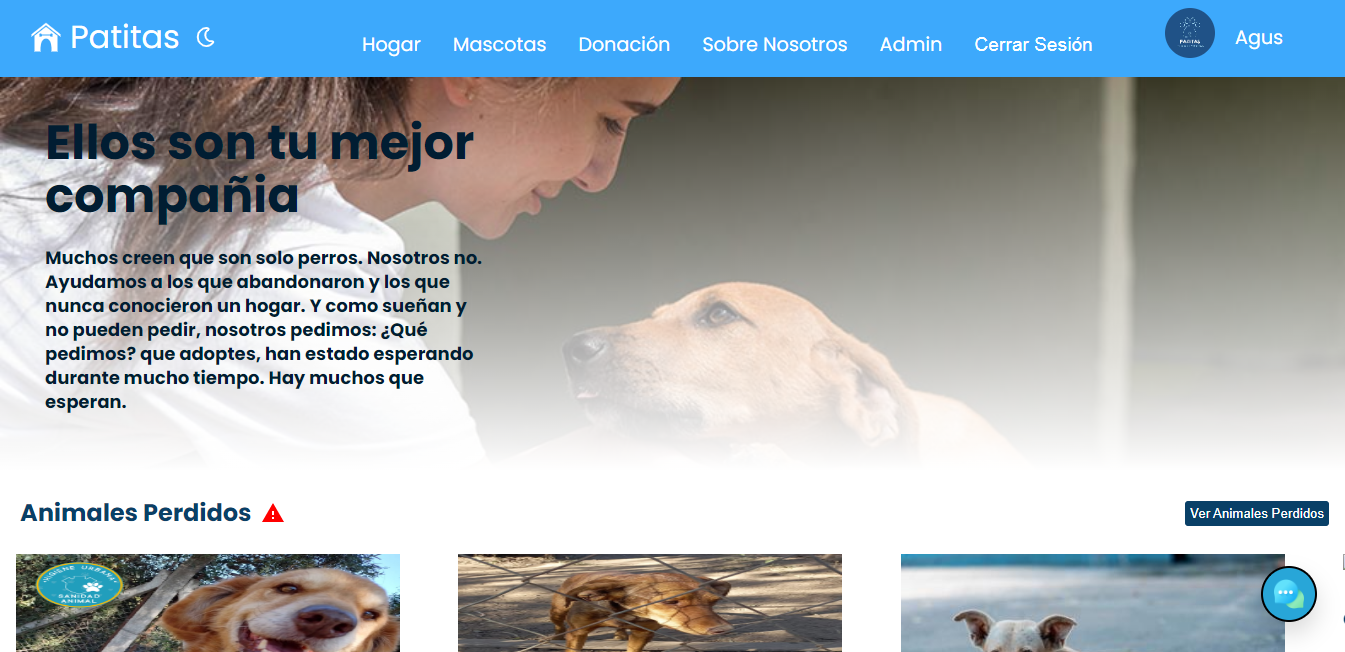 Patitas
Hogar
Mascotas
Donación
Sobre Nosotros
Admin
Cerrar Sesión
Agus
Ellos son tu mejor
compañia
Muchos creen que son solo perros. Nosotros no.
Ayudamos a los que abandonaron y los que
nunca conocieron un hogar. Y como sueñan y
no pueden pedir, nosotros pedimos: ¿Qué
pedimos? que adoptes, han estado esperando
durante mucho tiempo. Hay muchos que
esperan.
Animales Perdidos
Ver Animales Perdidos
SANIDAD
ANIMAL